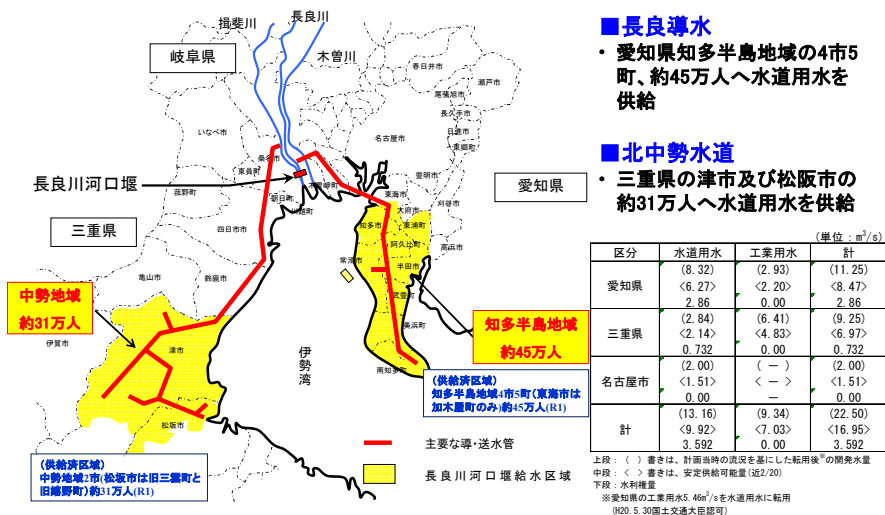 揖斐川
長良川
木曽川
岐阜県
春日井市
瀬戸市
尾張旭市
長久手市
日進市
東郷町
いなべ市
名古屋市
桑名市
東員町
豊明市
長良川河口堰
木曽岬町
愛知県
菰野町
朝日町
川越町
東海市
大府市
刈谷市
三重県
四日市市
知多市
東浦町
阿久比町
高浜市
亀山市
鈴鹿市
常滑市
半田市
武豊町
中勢地域
約31万人
美浜町
知多半島地域
約45万人
伊賀市
津市
伊勢湾
南知多町
(供給済区域)
知多半島地域4市5町(東海市は
加木屋町のみ)約45万人(R1)
松阪市
主要な導・送水管
長良川河口堰給水区域
(供給済区域)
中勢地域2市(松坂市は旧三雲町と
旧嬉野町)約31万人(R1)
■長良導水
・ 愛知県知多半島地域の4市5
町、約45万人へ水道用水を
供給
■北中勢水道
・ 三重県の津市及び松阪市の
約31万人へ水道用水を供給
(単位:m³/s)
区分 水道用水 工業用水 計
(8.32) (2.93) (11.25)
愛知県 <6.27> <2.20> <8.47>
2.86 0.00 2.86
(2.84) (6.41) (9.25)
三重県 <2.14> <4.83> <6.97>
0.732 0.00 0.732
(2.00) (-) (2.00)
名古屋市 <1.51> <-> <1.51>
0.00 - 0.00
(13.16) (9.34) (22.50)
計 <9.92> <7.03> <16.95>
3.592 0.00 3.592
上段:( )書きは、計画当時の流況を基にした転用後※の開発水量
中段:< >書きは、安定供給可能量(近2/20)
下段:水利権量
※愛知県の工業用水5.46m³/sを水道用水に転用
(H20.5.30国土交通大臣認可)